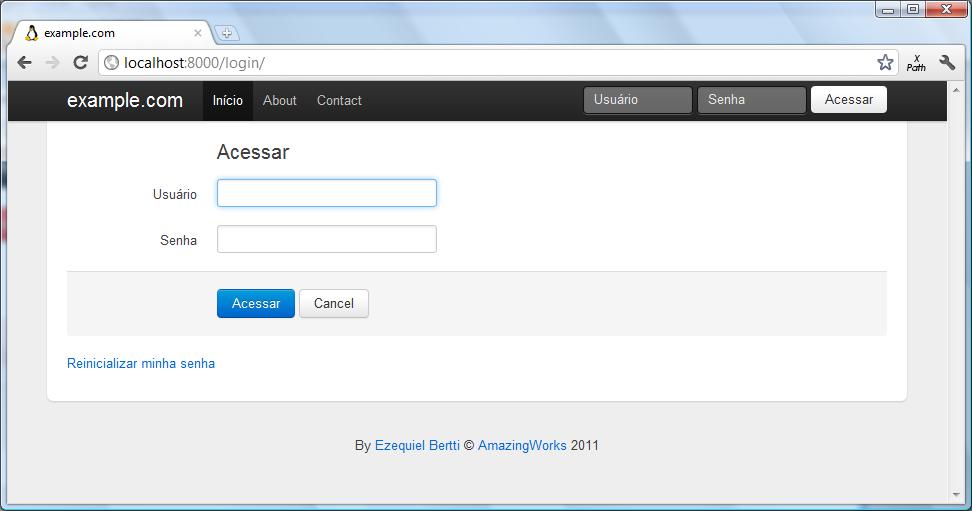 example.com
localhost:8000/login/
X
Path
example.com Início About Contact Usuário Senha Acessar
Acessar
Usuário
Senha
Acessar Cancel
Reinicializar minha senha
By Ezequiel Bertti © AmazingWorks 2011